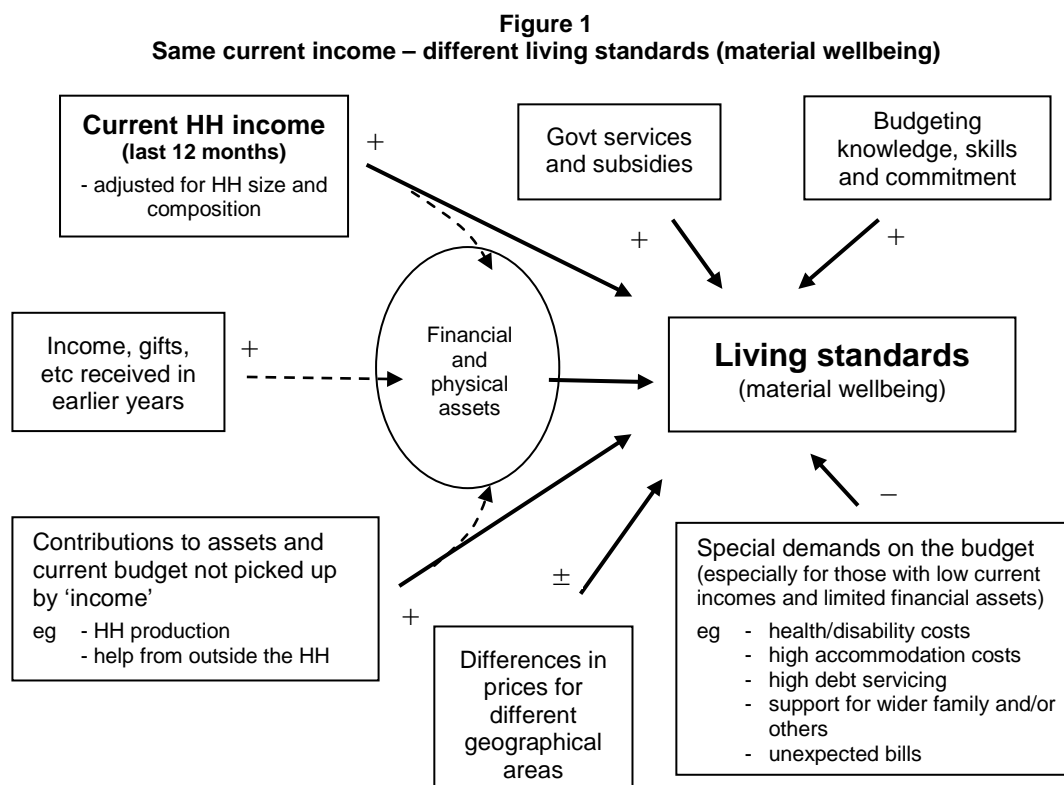 Figure 1
Same current income – different living standards (material wellbeing)
Current HH income
(last 12 months)
- adjusted for HH size and
composition
+
Govt services
and subsidies
+
Budgeting
knowledge, skills
and commitment
+
Income, gifts,
etc received in
earlier years
+
Financial
and
physical
assets
Living standards
(material wellbeing)
Contributions to assets and
current budget not picked up
by ‘income’
eg - HH production
- help from outside the HH
+
±
Differences in
prices for
different
geographical
areas
–
Special demands on the budget
(especially for those with low current
incomes and limited financial assets)
eg - health/disability costs
- high accommodation costs
- high debt servicing
- support for wider family and/or
others
- unexpected bills